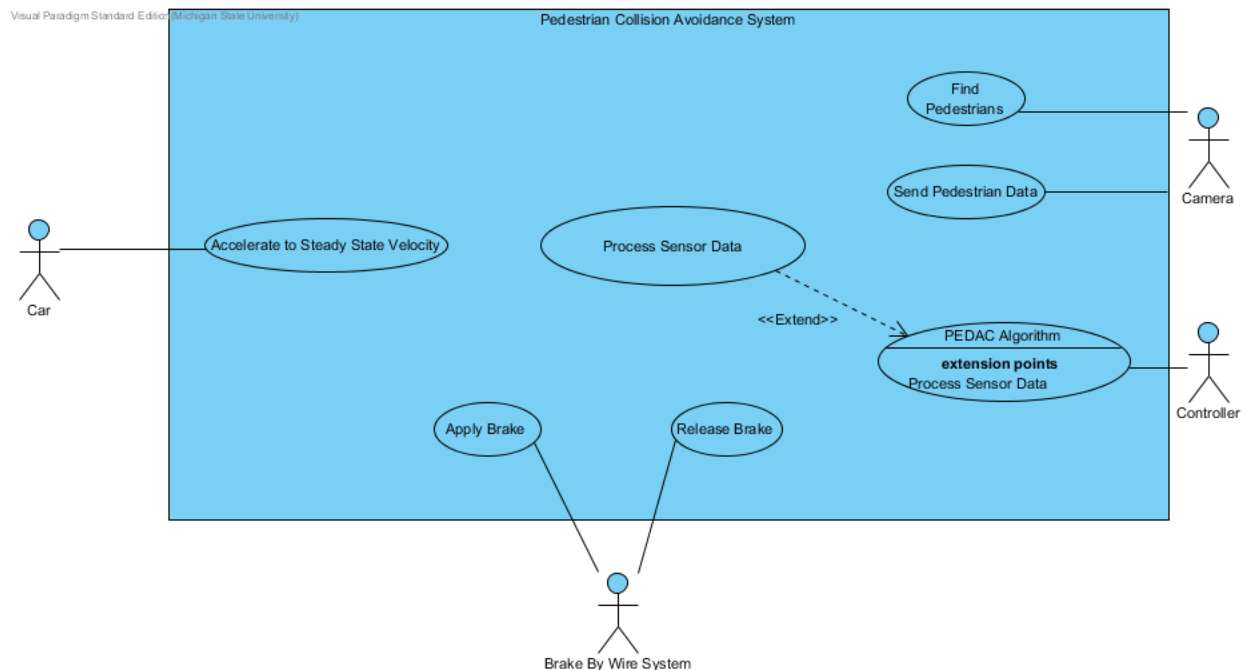 Visual Paradigm Standard Edition(Michigan State University)
Pedestrian Collision Avoidance System
Find
Pedestrians
Send Pedestrian Data
Camera
Accelerate to Steady State Velocity
Process Sensor Data
Car
<<Extend>>
PEDAC Algorithm
extension points
Process Sensor Data
Controller
Apply Brake
Release Brake
Brake By Wire System